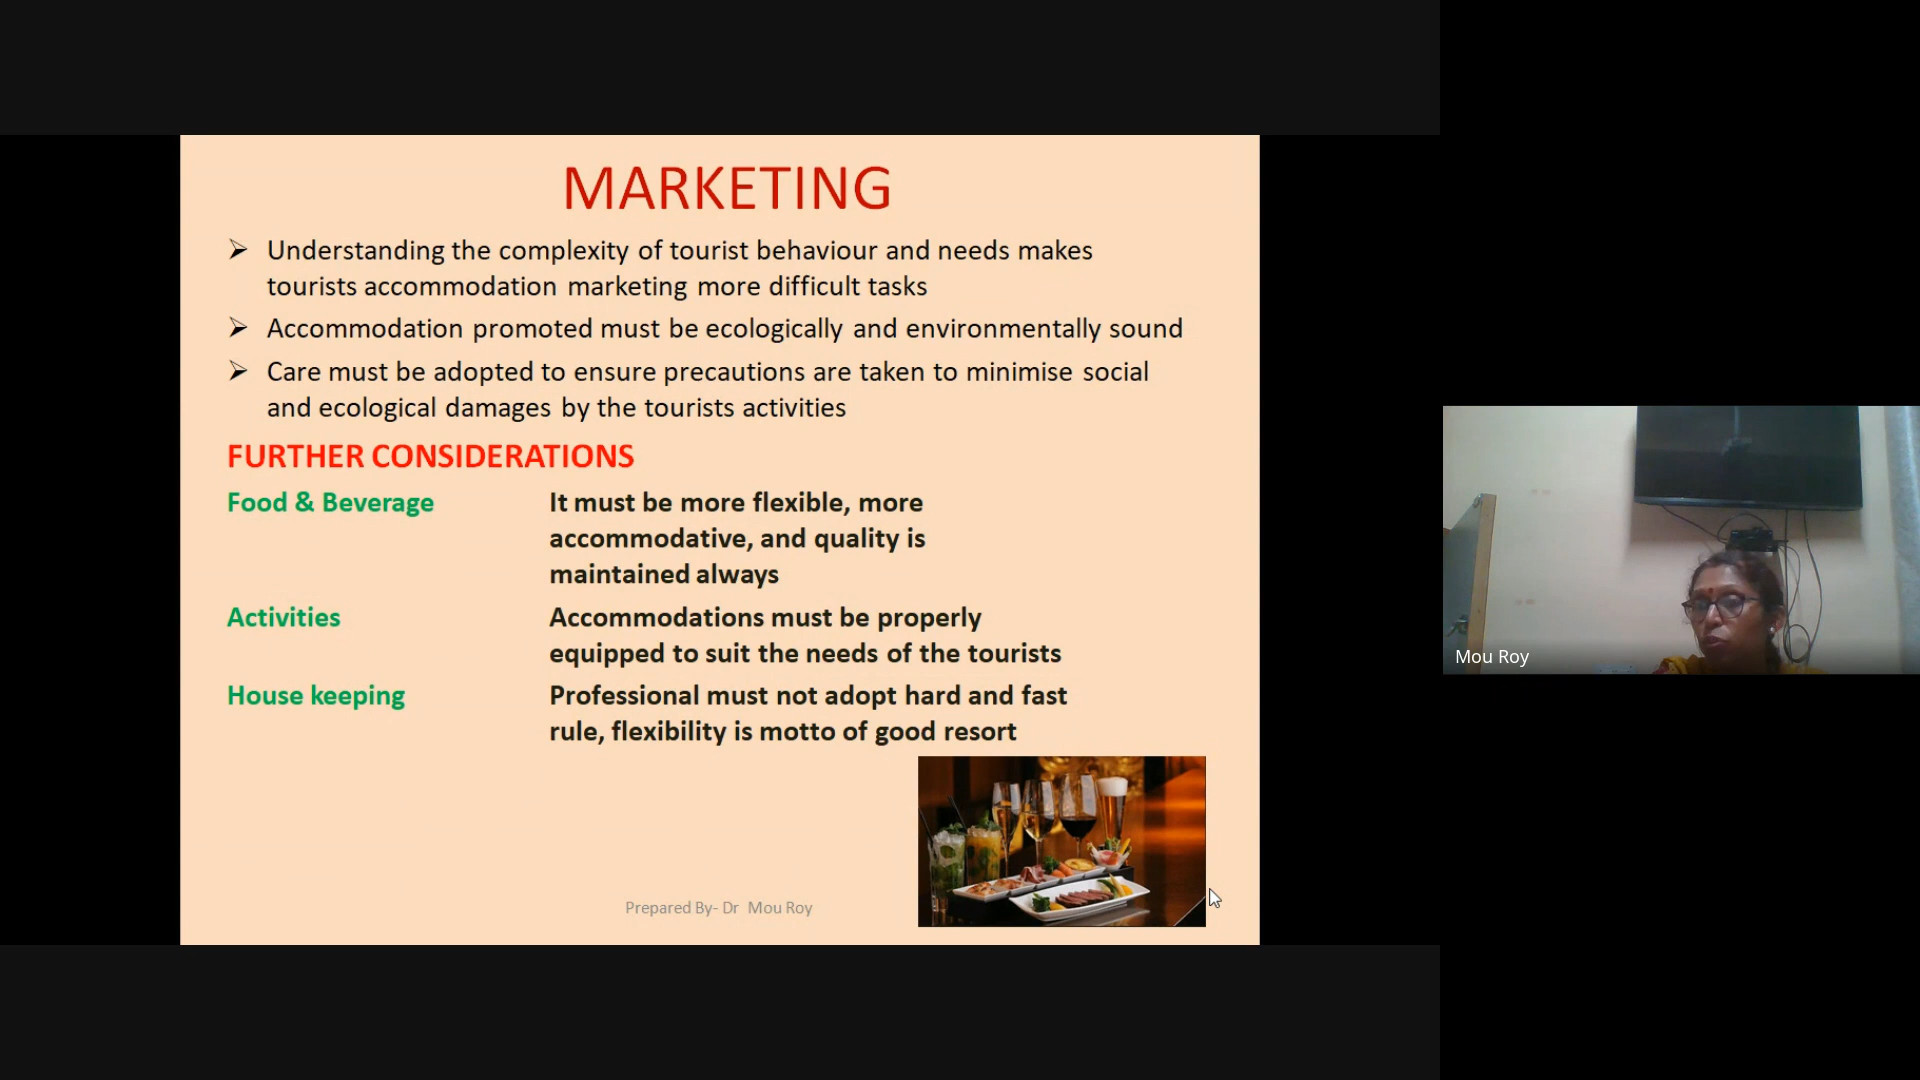 MARKETING
Understanding the complexity of tourist behaviour and needs makes
tourists accommodation marketing more difficult tasks
Accommodation promoted must be ecologically and environmentally sound
Care must be adopted to ensure precautions are taken to minimise social
and ecological damages by the tourists activities
FURTHER CONSIDERATIONS
Food & Beverage It must be more flexible, more
accommodative, and quality is
maintained always
Activities Accommodations must be properly
equipped to suit the needs of the tourists
House keeping Professional must not adopt hard and fast
rule, flexibility is motto of good resort
Prepared By- Dr Mou Roy
Mou Roy